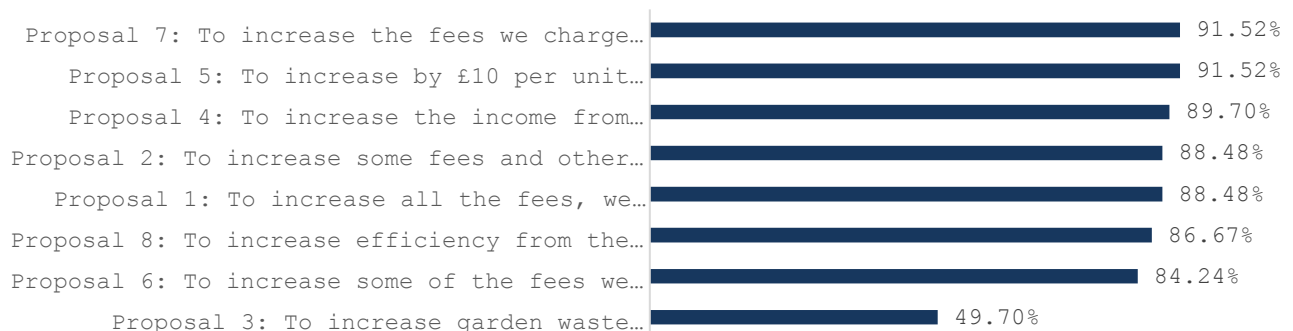 Proposal 7: To increase the fees we charge… 91.52%
Proposal 5: To increase by £10 per unit… 91.52%
Proposal 4: To increase the income from… 89.70%
Proposal 2: To increase some fees and other… 88.48%
Proposal 1: To increase all the fees, we… 88.48%
Proposal 8: To increase efficiency from the… 86.67%
Proposal 6: To increase some of the fees we… 84.24%
Proposal 3: To increase garden waste… 49.70%